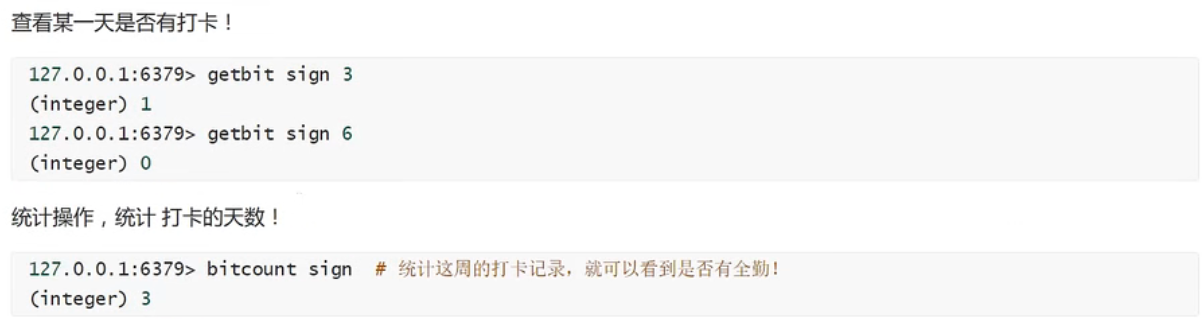 查看某一天是否有打卡！
127.0.0.1:6379> getbit sign 3
(integer) 1
127.0.0.1:6379> getbit sign 6
(integer) 0
统计操作，统计 打卡的天数！
127.0.0.1:6379> bitcount sign  # 统计这周的打卡记录，就可以看到是否有全勤！
(integer) 3